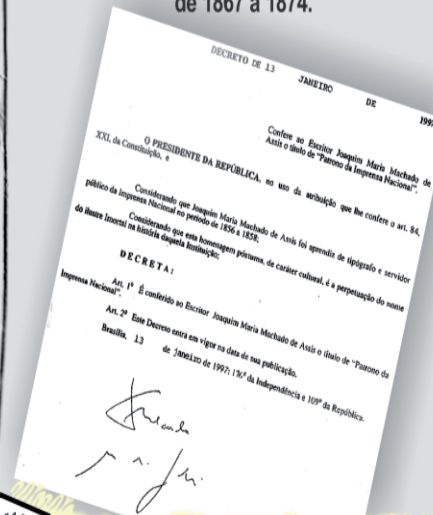 de 1867 a 1874.
DECRETO DE 13 JANEIRO DE 1997
Confere ao Escritor Joaquim Maria Machado de
Assis o título de "Patrono da Imprensa Nacional".
O PRESIDENTE DA REPÚBLICA, no uso da atribuição que lhe confere o art. 84,
XXI, da Constituição, e
Considerando que Joaquim Maria Machado de Assis foi aprendiz de tipógrafo e servidor
público da Imprensa Nacional no período de 1856 a 1858;
Considerando que esta homenagem póstuma, de caráter cultural, é a perpetuação do nome
do ilustre Imortal na história daquela Instituição;
DECRETA:
Art. 1º É conferido ao Escritor Joaquim Maria Machado de Assis o título de "Patrono da
Imprensa Nacional".
Art. 2º Este Decreto entra em vigor na data de sua publicação.
Brasília, 13 de janeiro de 1997; 176º da Independência e 109º da República.